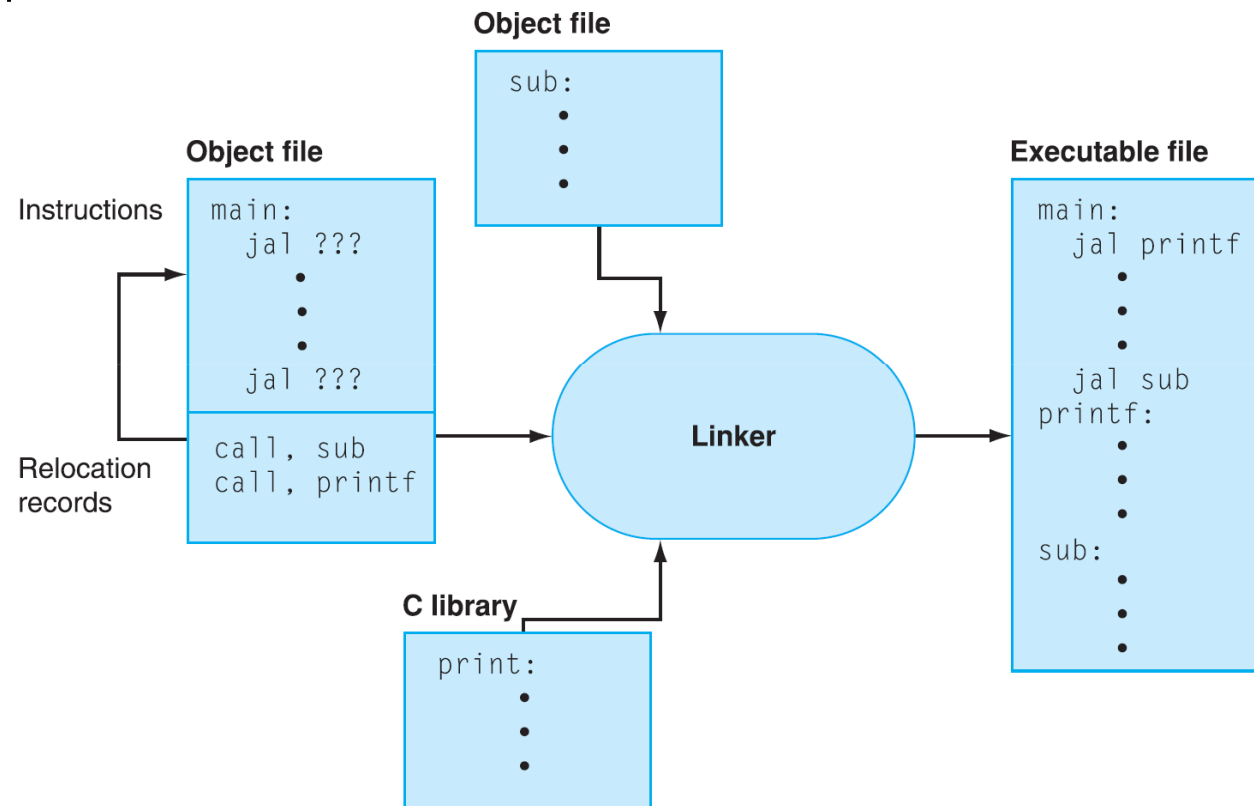 Object file
sub:
Object file
Instructions
main:
jal ???
jal ???
Relocation
records
call, sub
call, printf
Linker
C library
print:
Executable file
main:
jal printf
jal sub
printf:
sub: